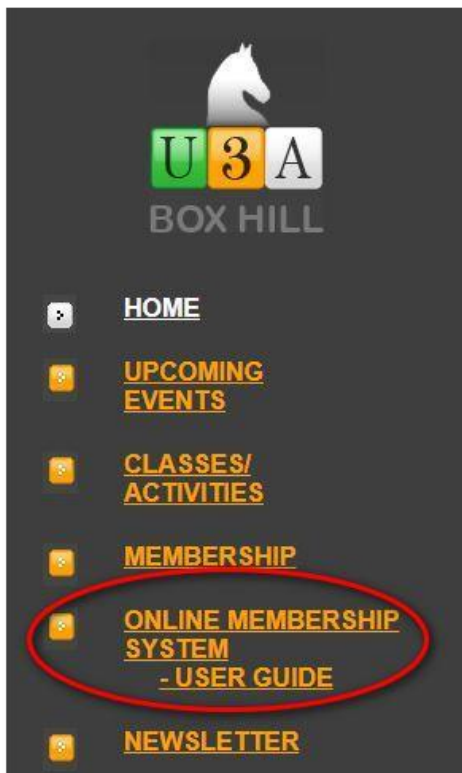 U3A
BOX HILL
HOME
UPCOMING
EVENTS
CLASSES/
ACTIVITIES
MEMBERSHIP
ONLINE MEMBERSHIP
SYSTEM
- USER GUIDE
NEWSLETTER